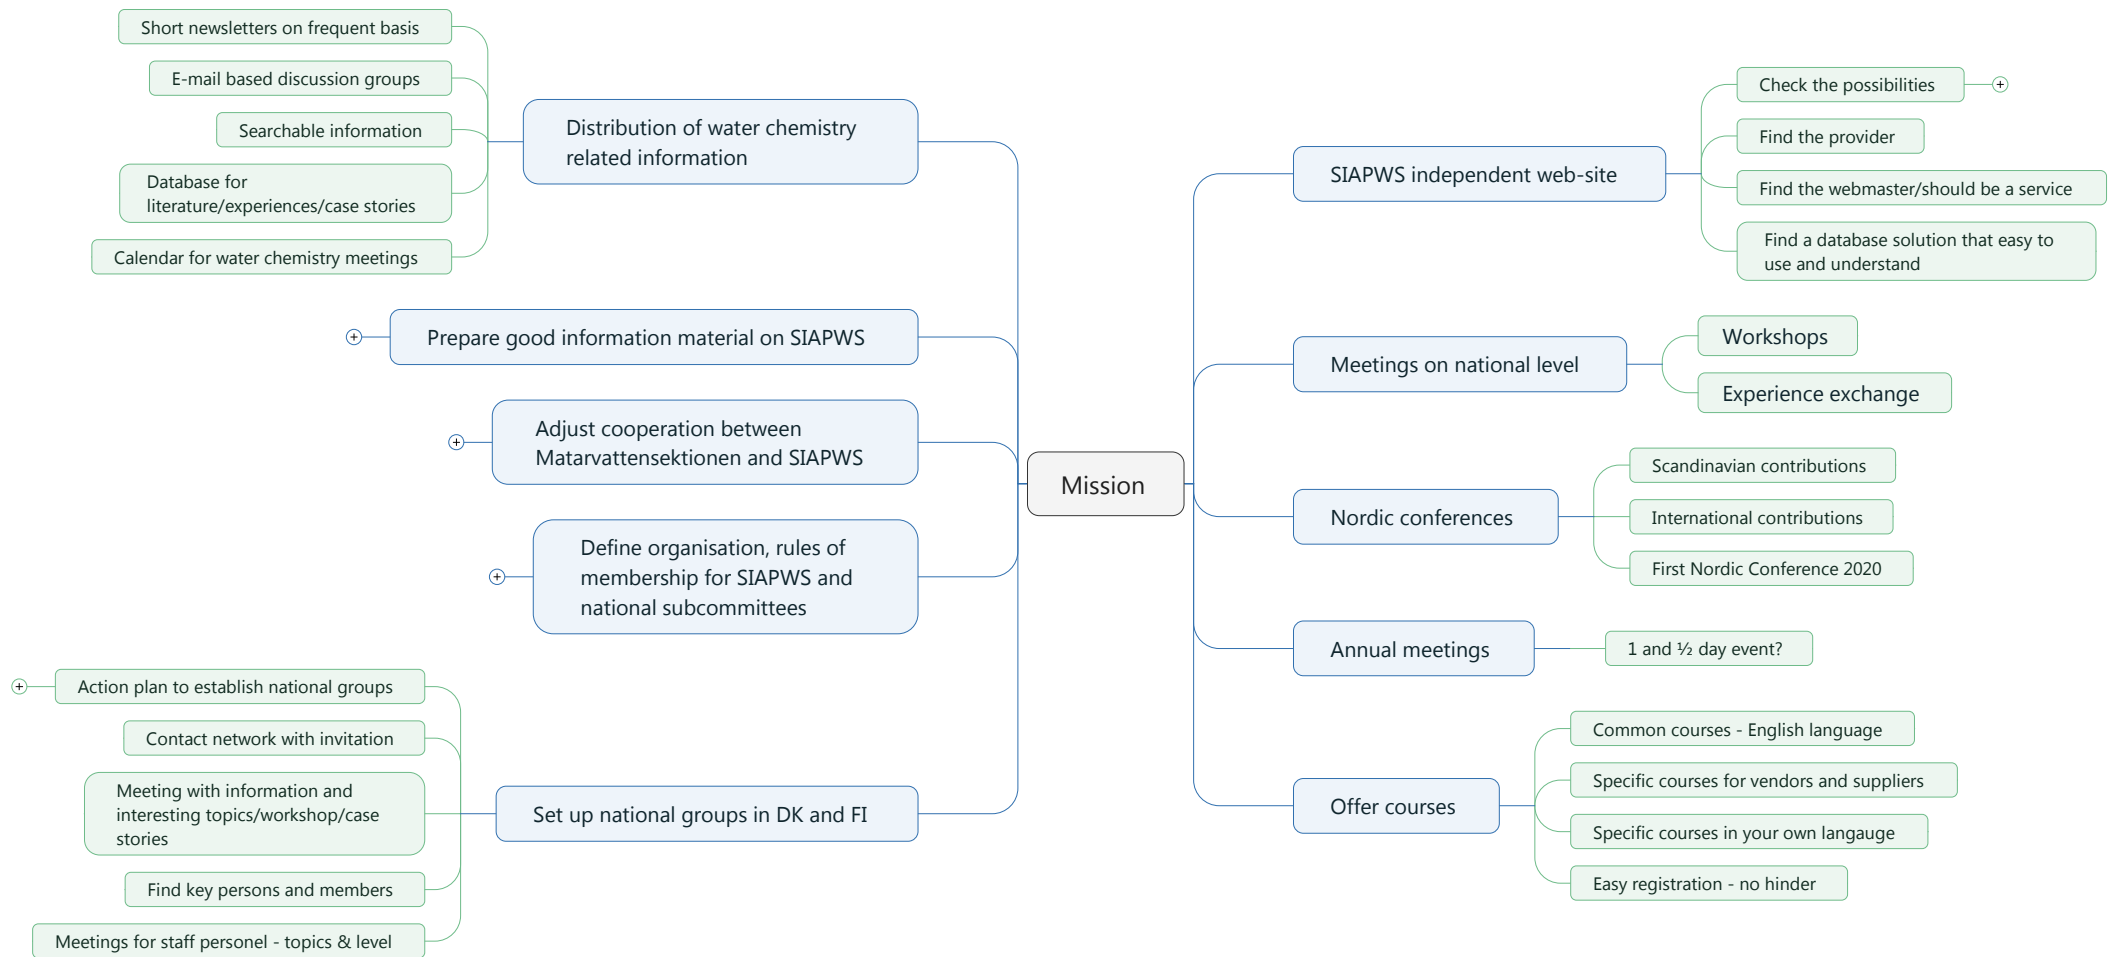 Short newsletters on frequent basis
E-mail based discussion groups
Searchable information
Database for
literature/experiences/case stories
Calendar for water chemistry meetings
Distribution of water chemistry
related information
Prepare good information material on SIAPWS
Adjust cooperation between
Matarvattensektionen and SIAPWS
Define organisation, rules of
membership for SIAPWS and
national subcommittees
Action plan to establish national groups
Contact network with invitation
Meeting with information and
interesting topics/workshop/case
stories
Find key persons and members
Meetings for staff personel - topics & level
Set up national groups in DK and FI
Mission
SIAPWS independent web-site
Check the possibilities
Find the provider
Find the webmaster/should be a service
Find a database solution that easy to
use and understand
Meetings on national level
Workshops
Experience exchange
Nordic conferences
Scandinavian contributions
International contributions
First Nordic Conference 2020
Annual meetings
1 and ½ day event?
Offer courses
Common courses - English language
Specific courses for vendors and suppliers
Specific courses in your own langauge
Easy registration - no hinder